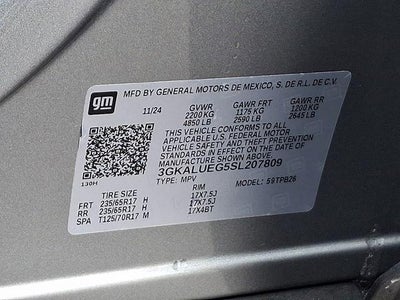 gm
MFD BY GENERAL MOTORS DE MEXICO, S. DE R.L. DE C.V.
11/24 GVWR GAWR FRT GAWR RR
2200 KG 1175 KG 1200 KG
4850 LB 2590 LB 2645 LB
THIS VEHICLE CONFORMS TO ALL APPLICABLE
U.S. FEDERAL MOTOR
VEHICLE SAFETY AND THEFT PREVENTION
STANDARDS IN EFFECT ON THE DATE OF
MANUFACTURE SHOWN ABOVE.
3GKALUEG5SL207809
TYPE: MPV MODEL: 59TPB26
130H
TIRE SIZE RIM
FRT 235/65R17 H 17X7.5J
RR 235/65R17 H 17X7.5J
SPA T125/70R17 M 17X4BT